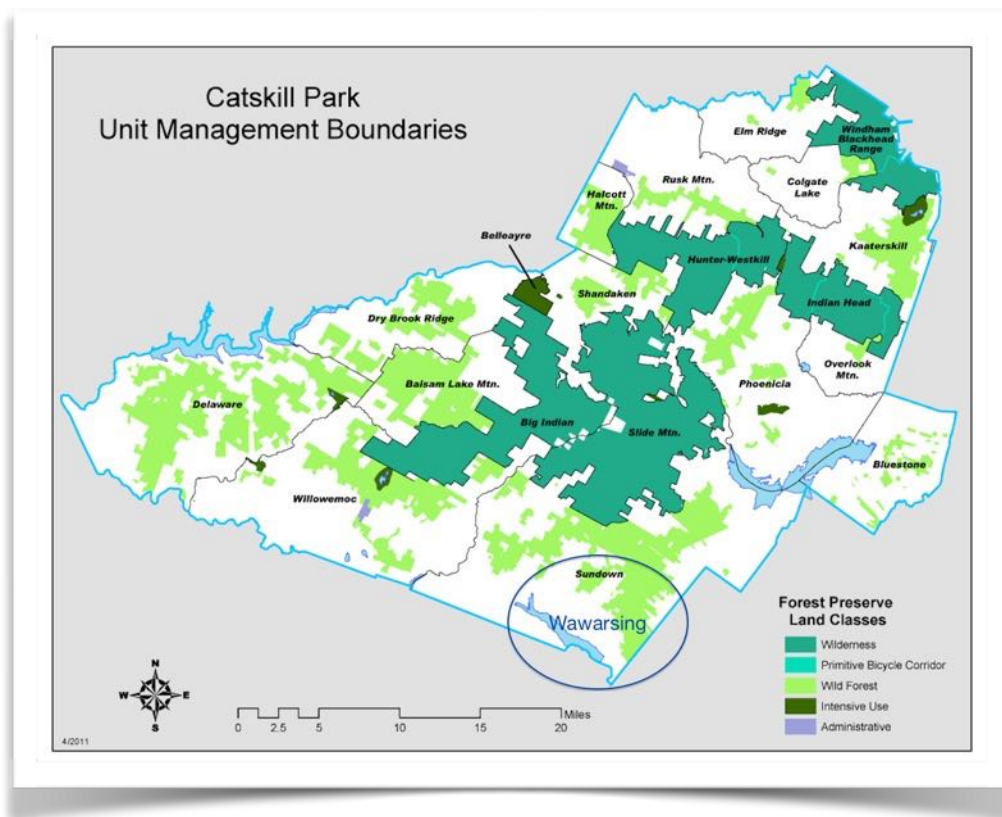 Catskill Park
Unit Management Boundaries
Elm Ridge
Windham
Blackhead
Range
Rusk Mtn.
Colgate
Lake
Halcott
Mtn.
Belleayre
Kaaterskill
Hunter-Westkill
Shandaken
Indian Head
Dry Brook Ridge
Overlook
Mtn.
Balsam Lake Mtn.
Phoenicia
Delaware
Big Indian
Slide Mtn.
Bluestone
Willowemoc
Sundown
Wawarsing
Forest Preserve
Land Classes
Wilderness
Primitive Bicycle Corridor
Wild Forest
Intensive Use
Administrative
N
W E
S
Miles
0 2.5 5 10 15 20
4/2011